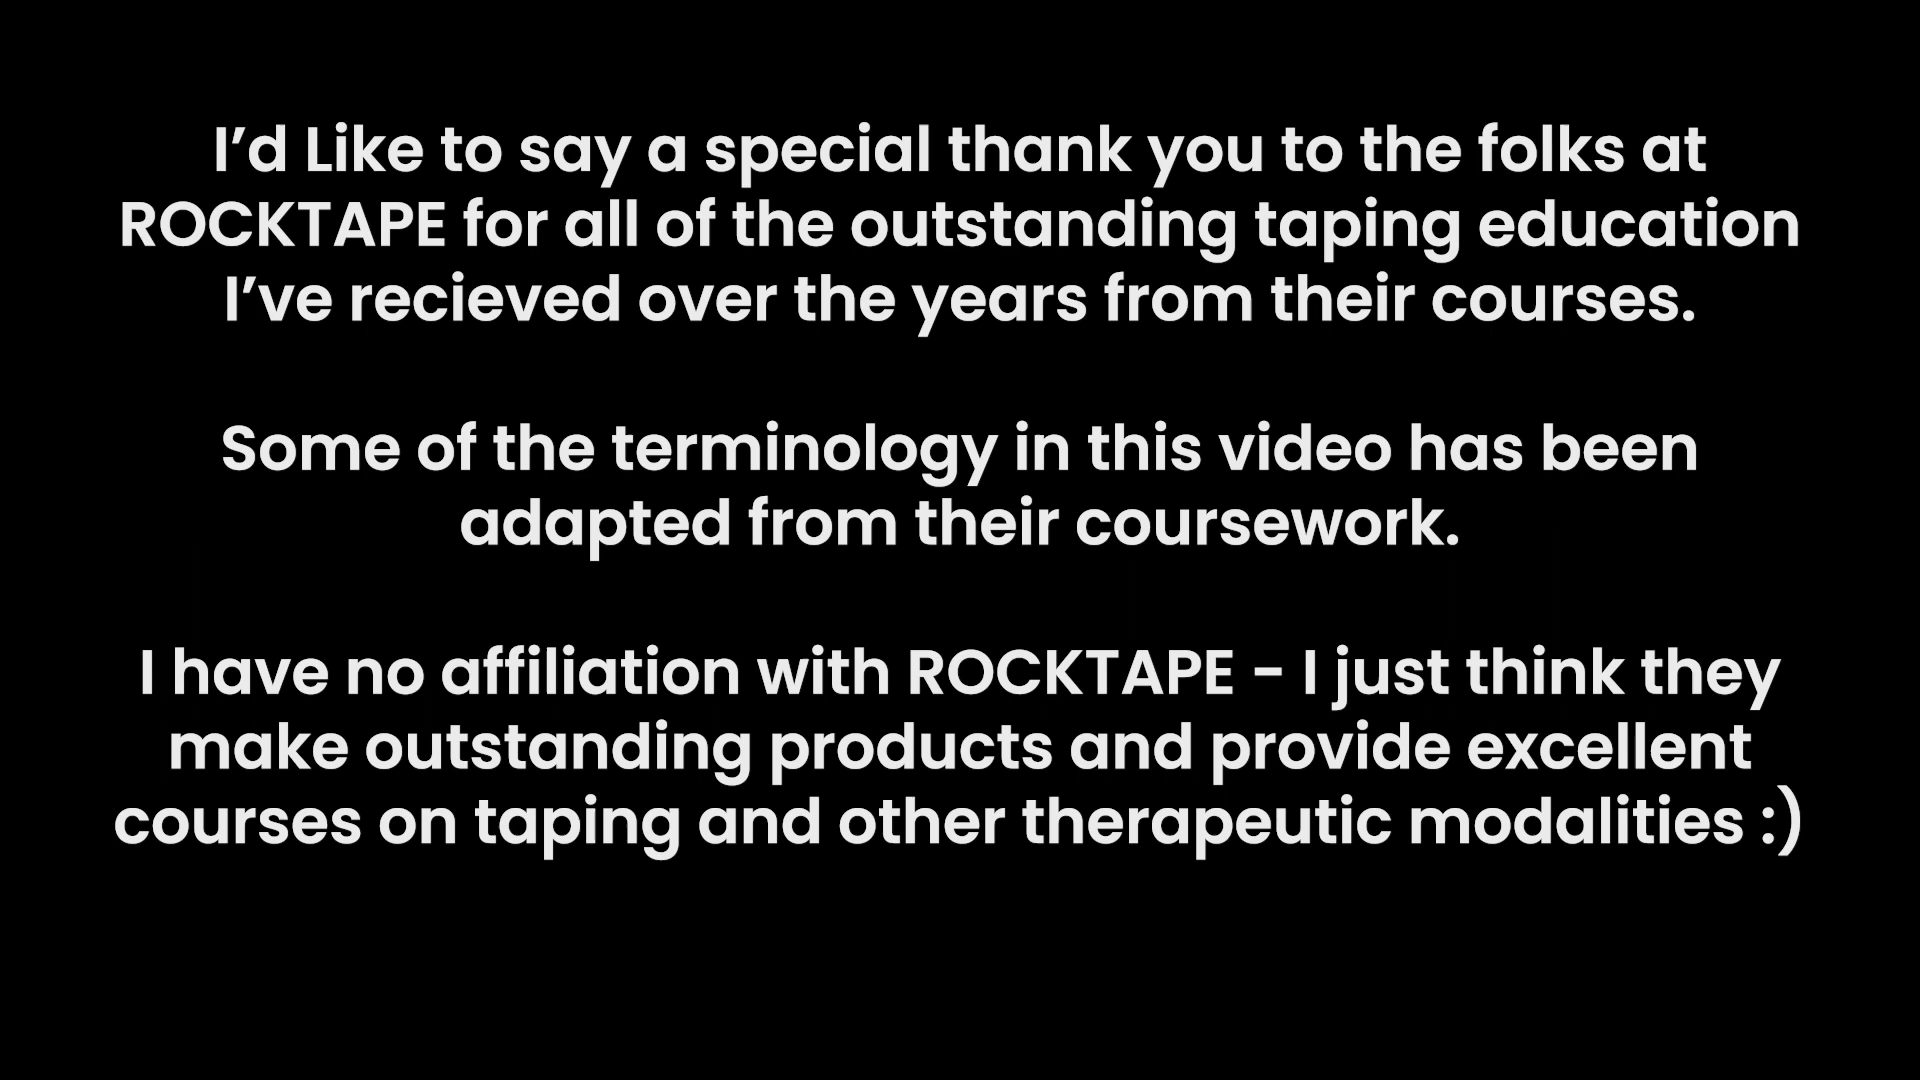 I’d Like to say a special thank you to the folks at
ROCKTAPE for all of the outstanding taping education
I’ve recieved over the years from their courses.
Some of the terminology in this video has been
adapted from their coursework.
I have no affiliation with ROCKTAPE - I just think they
make outstanding products and provide excellent
courses on taping and other therapeutic modalities :)